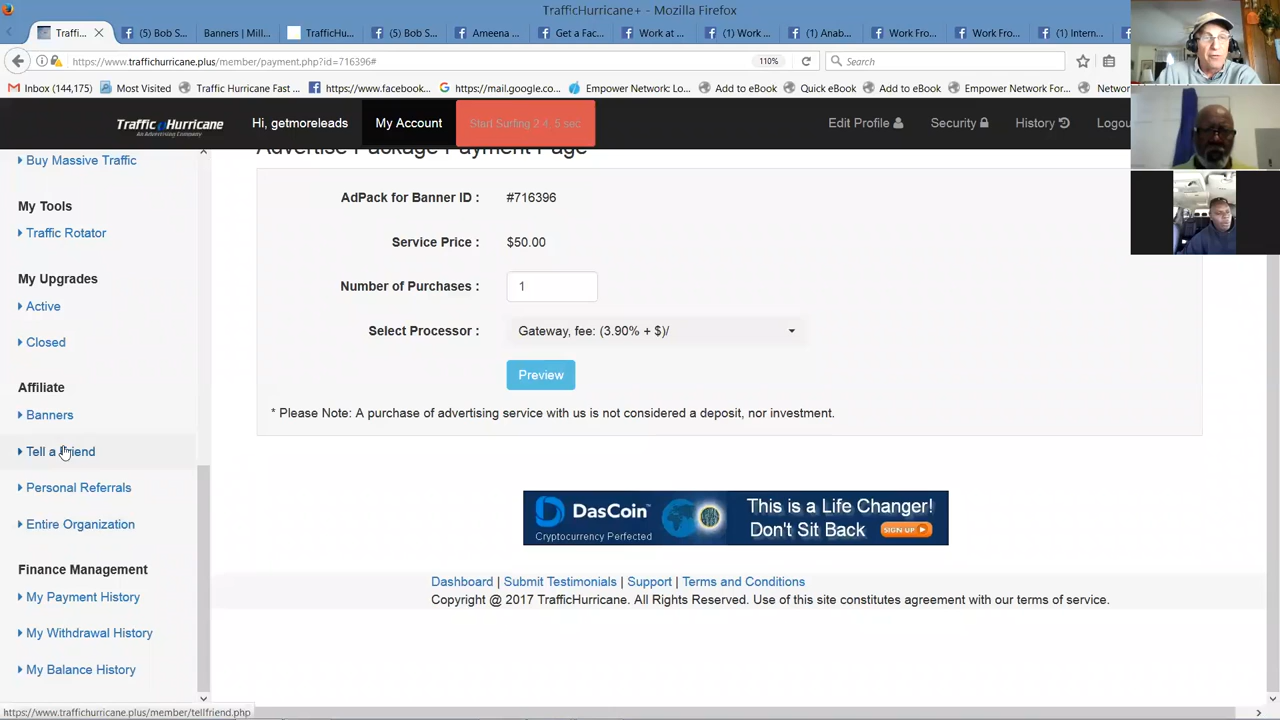 TrafficHurricane+ - Mozilla Firefox
Traffi...
(5) Bob S...
Banners | Mill...
TrafficHU...
(5) Bob S...
Ameena ...
Get a Fac...
Work at ...
(1) Work ...
(1) Anab...
Work Fro...
Work Fro...
(1) Intern...
https://www.traffichurricane.plus/member/payment.php?id=716396#
110%
Search
Inbox (144,175)
Most Visited
Traffic Hurricane Fast ...
https://www.facebook...
https://mail.google.co...
Empower Network: Lo...
Add to eBook
Quick eBook
Add to eBook
Empower Network: For...
Traffic Hurricane
An Advertising Company
Hi, getmoreleads
My Account
Start Surfing 2.4..5 sec
Edit Profile
Security
History
Logou
Advertise Package Payment Page
Buy Massive Traffic
My Tools
Traffic Rotator
My Upgrades
Active
Closed
Affiliate
Banners
Tell a Friend
Personal Referrals
Entire Organization
Finance Management
My Payment History
My Withdrawal History
My Balance History
AdPack for Banner ID : #716396
Service Price : $50.00
Number of Purchases : 1
Select Processor : Gateway, fee: (3.90% + $)/
Preview
* Please Note: A purchase of advertising service with us is not considered a deposit, nor investment.
DasCoin
Cryptocurrency Perfected
This is a Life Changer!
Don't Sit Back
SIGN UP
Dashboard | Submit Testimonials | Support | Terms and Conditions
Copyright @ 2017 TrafficHurricane. All Rights Reserved. Use of this site constitutes agreement with our terms of service.
https://www.traffichurricane.plus/member/tellfriend.php